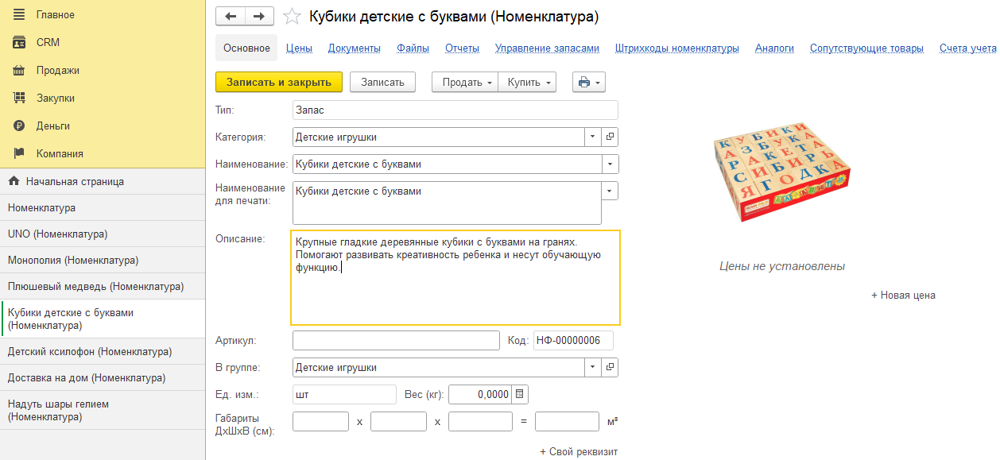 Главное
CRM
Продажи
Закупки
Деньги
Компания
Начальная страница
Номенклатура
UNO (Номенклатура)
Монополия (Номенклатура)
Плюшевый медведь (Номенклатура)
Кубики детские с буквами
(Номенклатура)
Детский ксилофон (Номенклатура)
Доставка на дом (Номенклатура)
Надуть шары гелием
(Номенклатура)
Кубики детские с буквами (Номенклатура)
Основное Цены Документы Файлы Отчеты Управление запасами Штрихкоды номенклатуры Аналоги Сопутствующие товары Счета учета
Записать и закрыть Записать Продать Купить
Тип: Запас
Категория: Детские игрушки
Наименование: Кубики детские с буквами
Наименование
для печати:
Кубики детские с буквами
Описание:
Крупные гладкие деревянные кубики с буквами на гранях.
Помогают развивать креативность ребенка и несут обучающую
функцию.
Артикул: Код: НФ-00000006
В группе: Детские игрушки
Ед. изм.: шт Вес (кг): 0,0000
Габариты
ДхШхВ (см):
x x = м³
+ Свой реквизит
КУБИКИ
АЗБУКА
РАКЕТА
СИБИРЬ
ЯГОДКА
Цены не установлены
+ Новая цена